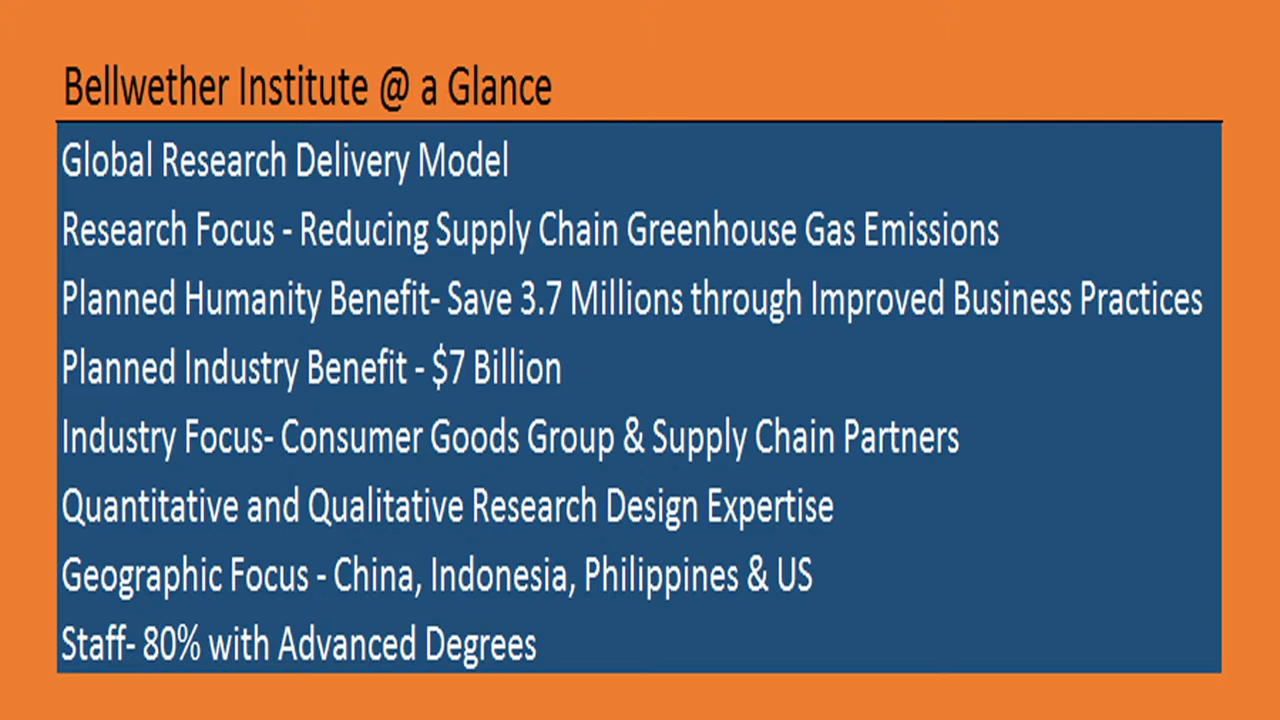 Bellwether Institute @ a Glance
Global Research Delivery Model
Research Focus - Reducing Supply Chain Greenhouse Gas Emissions
Planned Humanity Benefit- Save 3.7 Millions through Improved Business Practices
Planned Industry Benefit - $7 Billion
Industry Focus- Consumer Goods Group & Supply Chain Partners
Quantitative and Qualitative Research Design Expertise
Geographic Focus - China, Indonesia, Philippines & US
Staff- 80% with Advanced Degrees